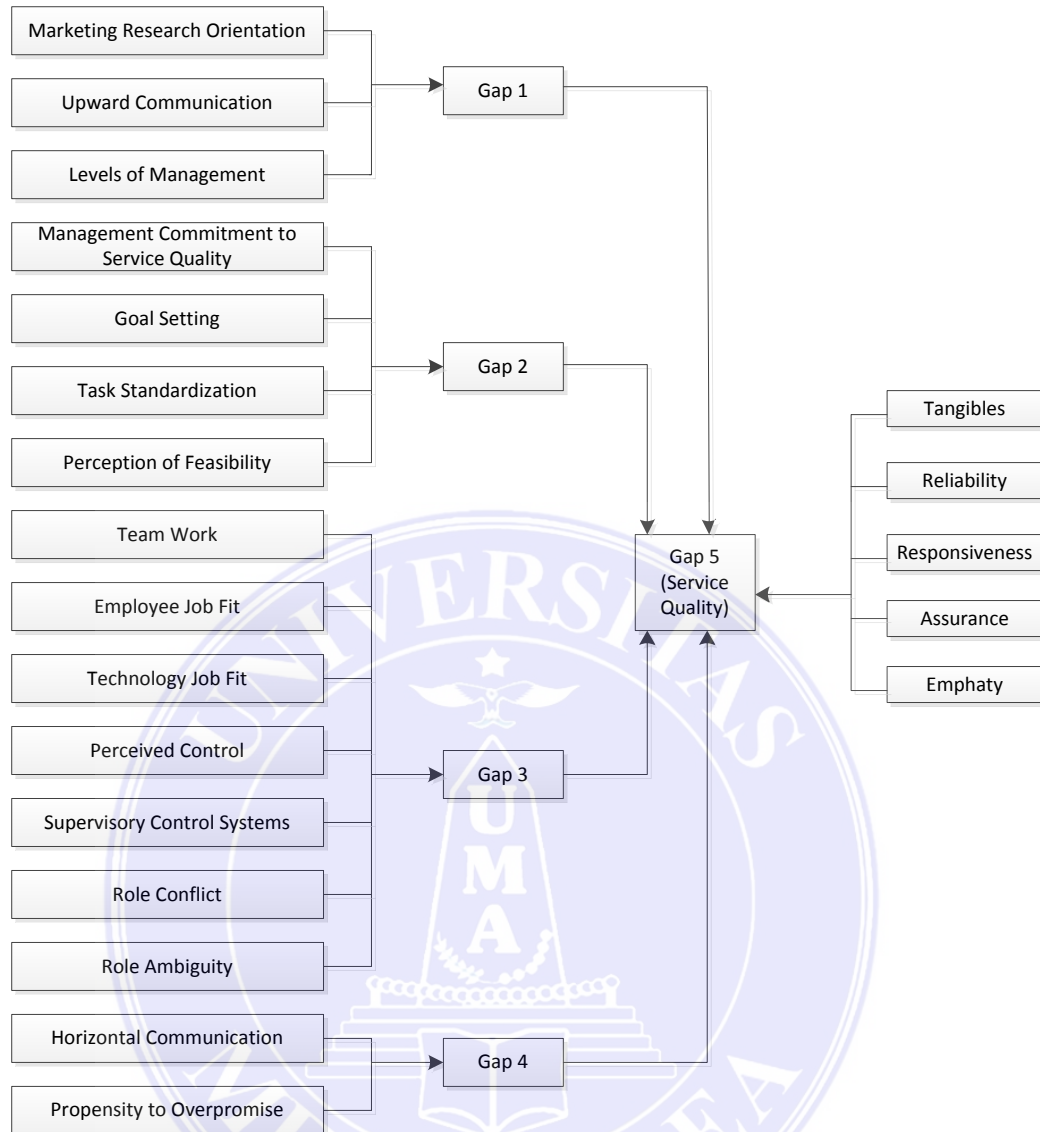 Marketing Research Orientation
Upward Communication
Levels of Management
Gap 1
Management Commitment to
Service Quality
Goal Setting
Task Standardization
Perception of Feasibility
Gap 2
Team Work
Employee Job Fit
Technology Job Fit
Perceived Control
Supervisory Control Systems
Role Conflict
Role Ambiguity
Gap 3
Horizontal Communication
Propensity to Overpromise
Gap 4
Gap 5
(Service
Quality)
Tangibles
Reliability
Responsiveness
Assurance
Emphaty
UNIVERSITAS
U
M
A